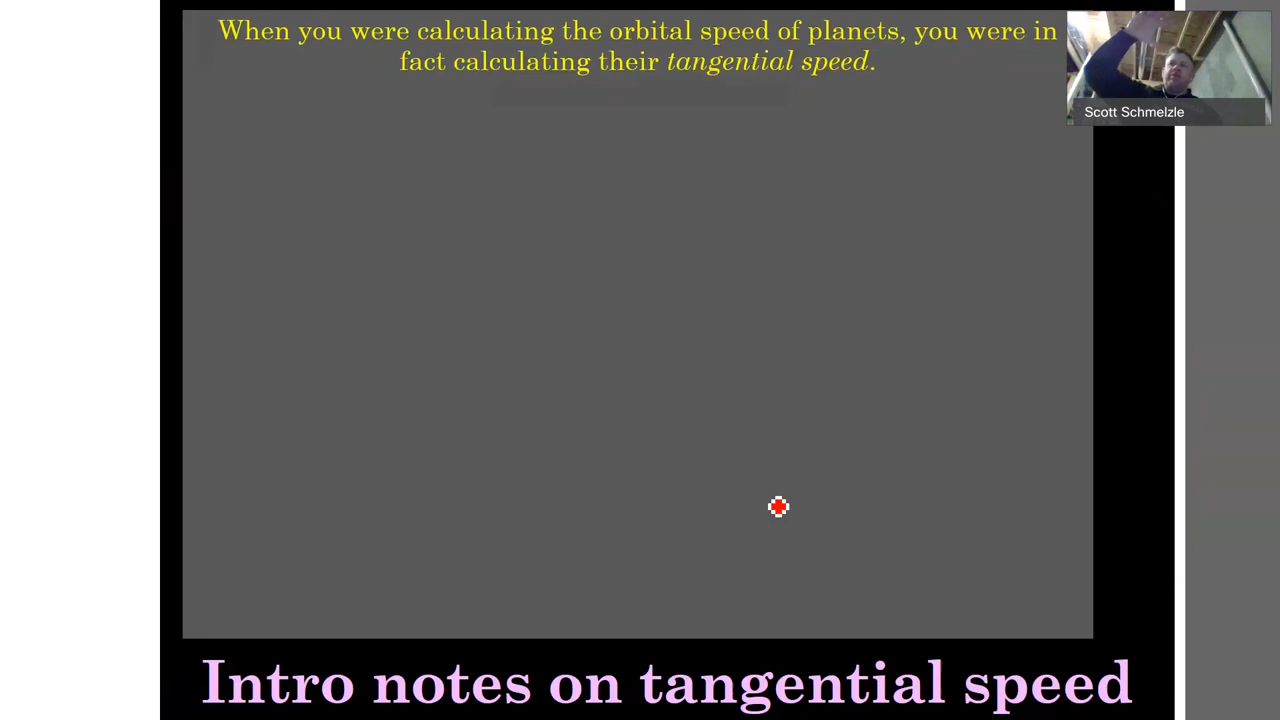 When you were calculating the orbital speed of planets, you were in
fact calculating their tangential speed.
Scott Schmelzle
Intro notes on tangential speed